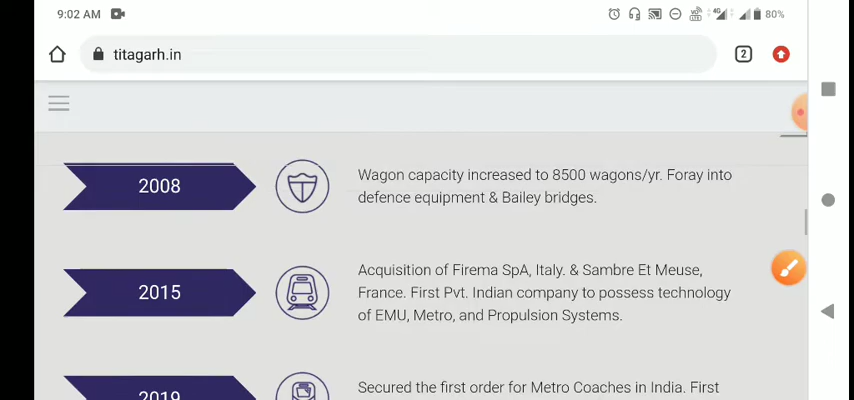 9:02 AM
4G
80%
titagarh.in
2
2008
Wagon capacity increased to 8500 wagons/yr. Foray into
defence equipment & Bailey bridges.
2015
Acquisition of Firema SpA, Italy. & Sambre Et Meuse,
France. First Pvt. Indian company to possess technology
of EMU, Metro, and Propulsion Systems.
2019
Secured the first order for Metro Coaches in India. First